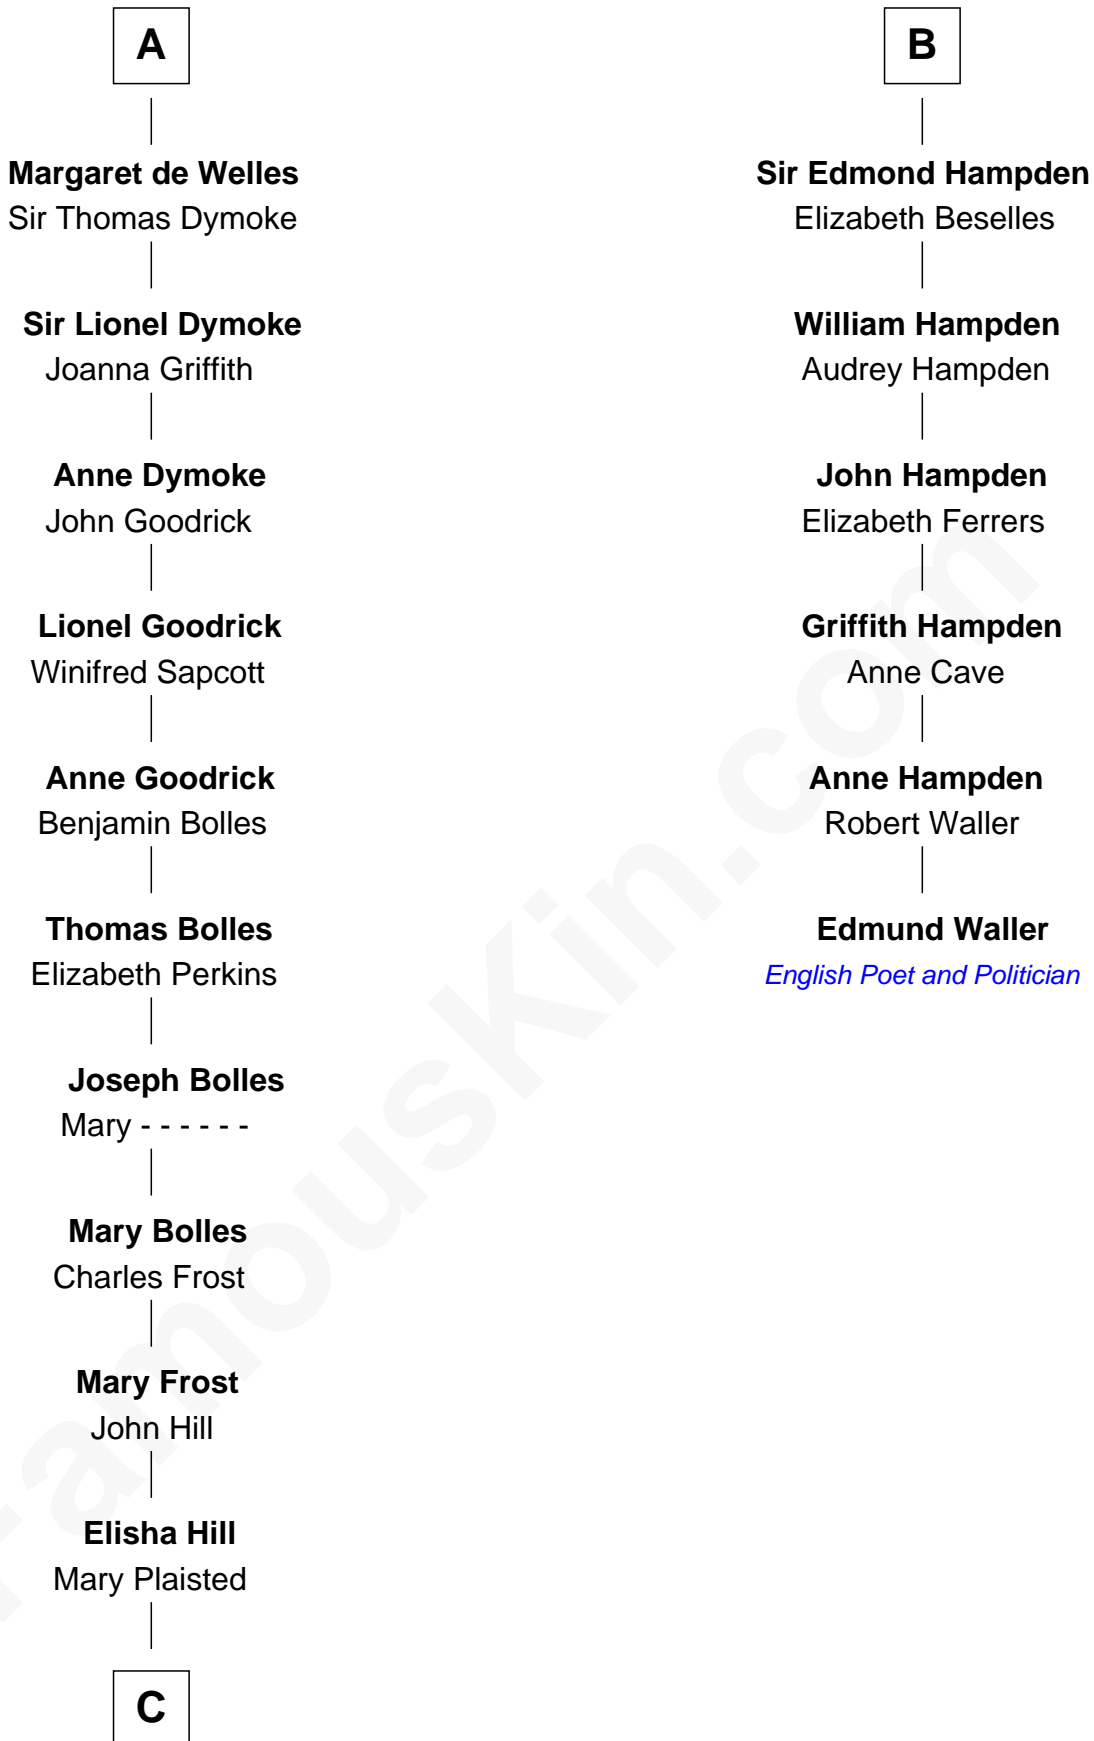 A
Margaret de Welles
Sir Thomas Dymoke
Sir Lionel Dymoke
Joanna Griffith
Anne Dymoke
John Goodrick
Lionel Goodrick
Winifred Sapcott
Anne Goodrick
Benjamin Bolles
Thomas Bolles
Elizabeth Perkins
Joseph Bolles
Mary - - - - - -
Mary Bolles
Charles Frost
Mary Frost
John Hill
Elisha Hill
Mary Plaisted
C
B
Sir Edmond Hampden
Elizabeth Beselles
William Hampden
Audrey Hampden
John Hampden
Elizabeth Ferrers
Griffith Hampden
Anne Cave
Anne Hampden
Robert Waller
Edmund Waller
English Poet and Politician
FamousKin.com